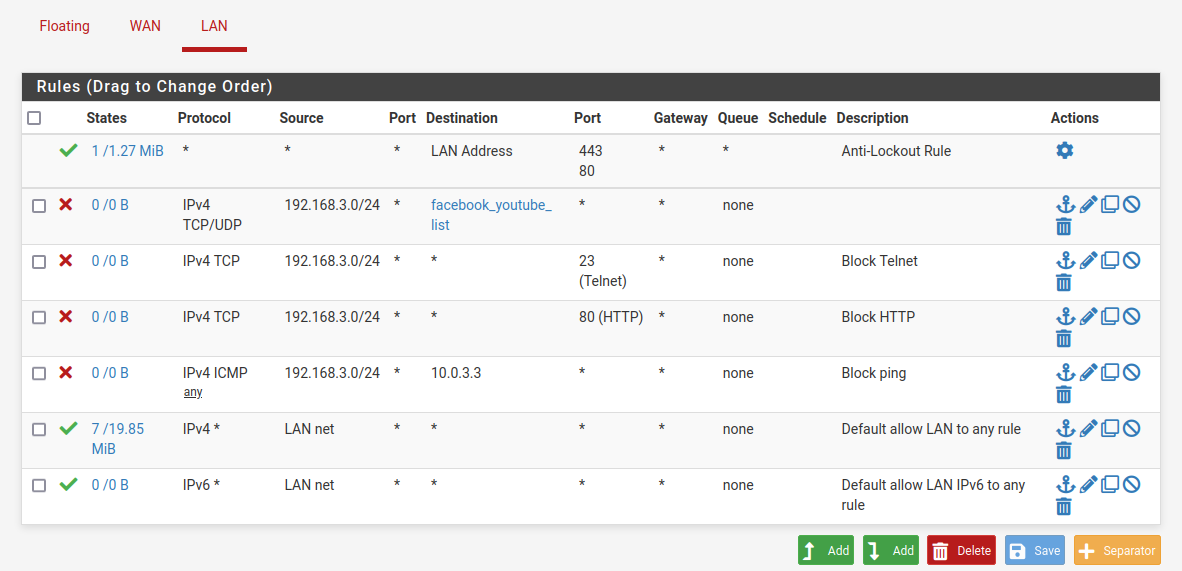 Floating WAN LAN
Rules (Drag to Change Order)
States Protocol Source Port Destination Port Gateway Queue Schedule Description Actions
1 /1.27 MiB * * * LAN Address 443 * * Anti-Lockout Rule
80
0 /0 B IPv4 192.168.3.0/24 * facebook_youtube_ * * none
TCP/UDP list
0 /0 B IPv4 TCP 192.168.3.0/24 * * 23 * none Block Telnet
(Telnet)
0 /0 B IPv4 TCP 192.168.3.0/24 * * 80 (HTTP) * none Block HTTP
0 /0 B IPv4 ICMP 192.168.3.0/24 * 10.0.3.3 * * none Block ping
any
7 /19.85 IPv4 * LAN net * * * * none Default allow LAN to any rule
MiB
0 /0 B IPv6 * LAN net * * * * none Default allow LAN IPv6 to any
rule
Add Add Delete Save Separator